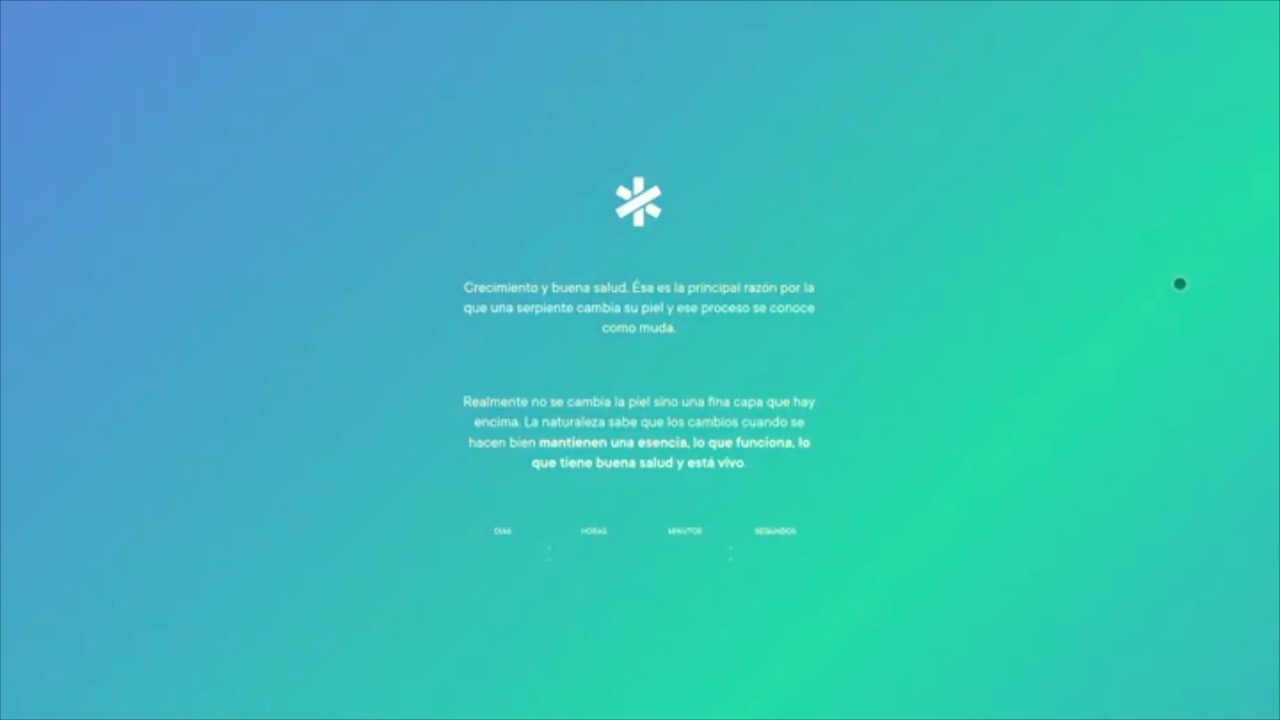 Crecimiento y buena salud. Ésa es la principal razón por la
que una serpiente cambia su piel y ese proceso se conoce
como muda.
Realmente no se cambia la piel sino una fina capa que hay
encima. La naturaleza sabe que los cambios cuando se
hacen bien mantienen una esencia, lo que funciona, lo
que tiene buena salud y está vivo.
DIAS HORAS MINUTOS SEGUNDOS